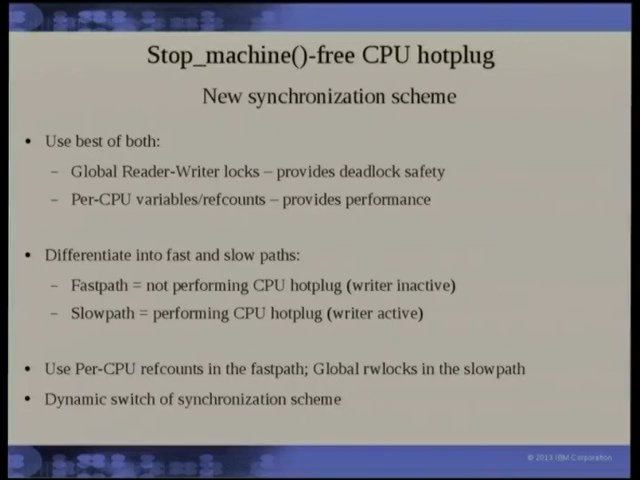 Stop_machine()-free CPU hotplug
New synchronization scheme
• Use best of both:
– Global Reader-Writer locks – provides deadlock safety
– Per-CPU variables/refcounts – provides performance
• Differentiate into fast and slow paths:
– Fastpath = not performing CPU hotplug (writer inactive)
– Slowpath = performing CPU hotplug (writer active)
• Use Per-CPU refcounts in the fastpath; Global rwlocks in the slowpath
• Dynamic switch of synchronization scheme
© 2013 IBM Corporation